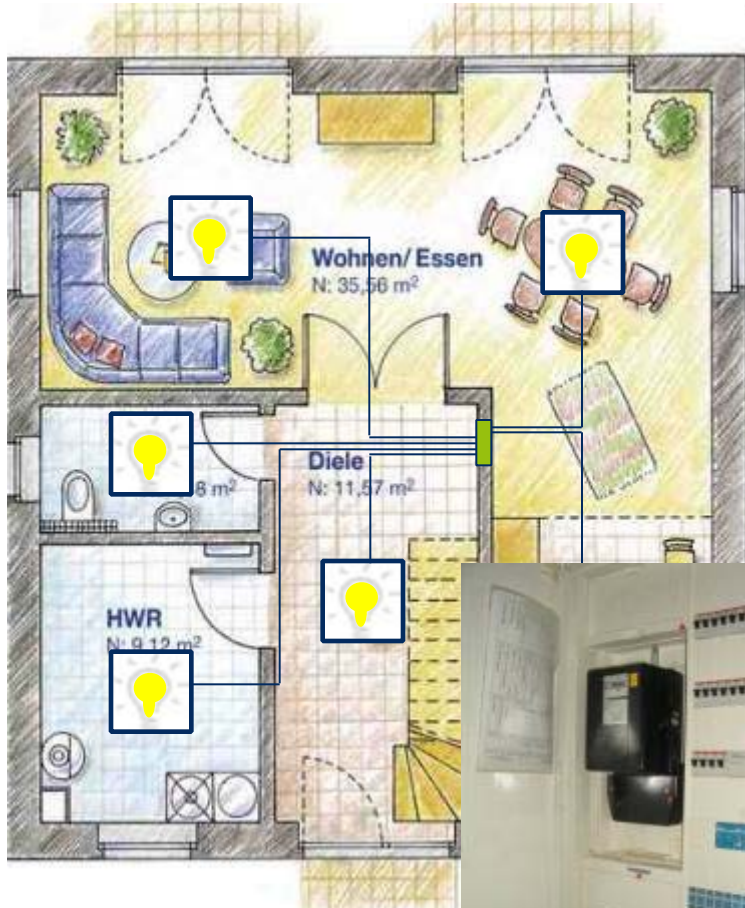 Wohnen/ Essen
N: 35,56 m²
Diele
N: 11,57 m²
8 m²
HWR
N: 9,12 m²